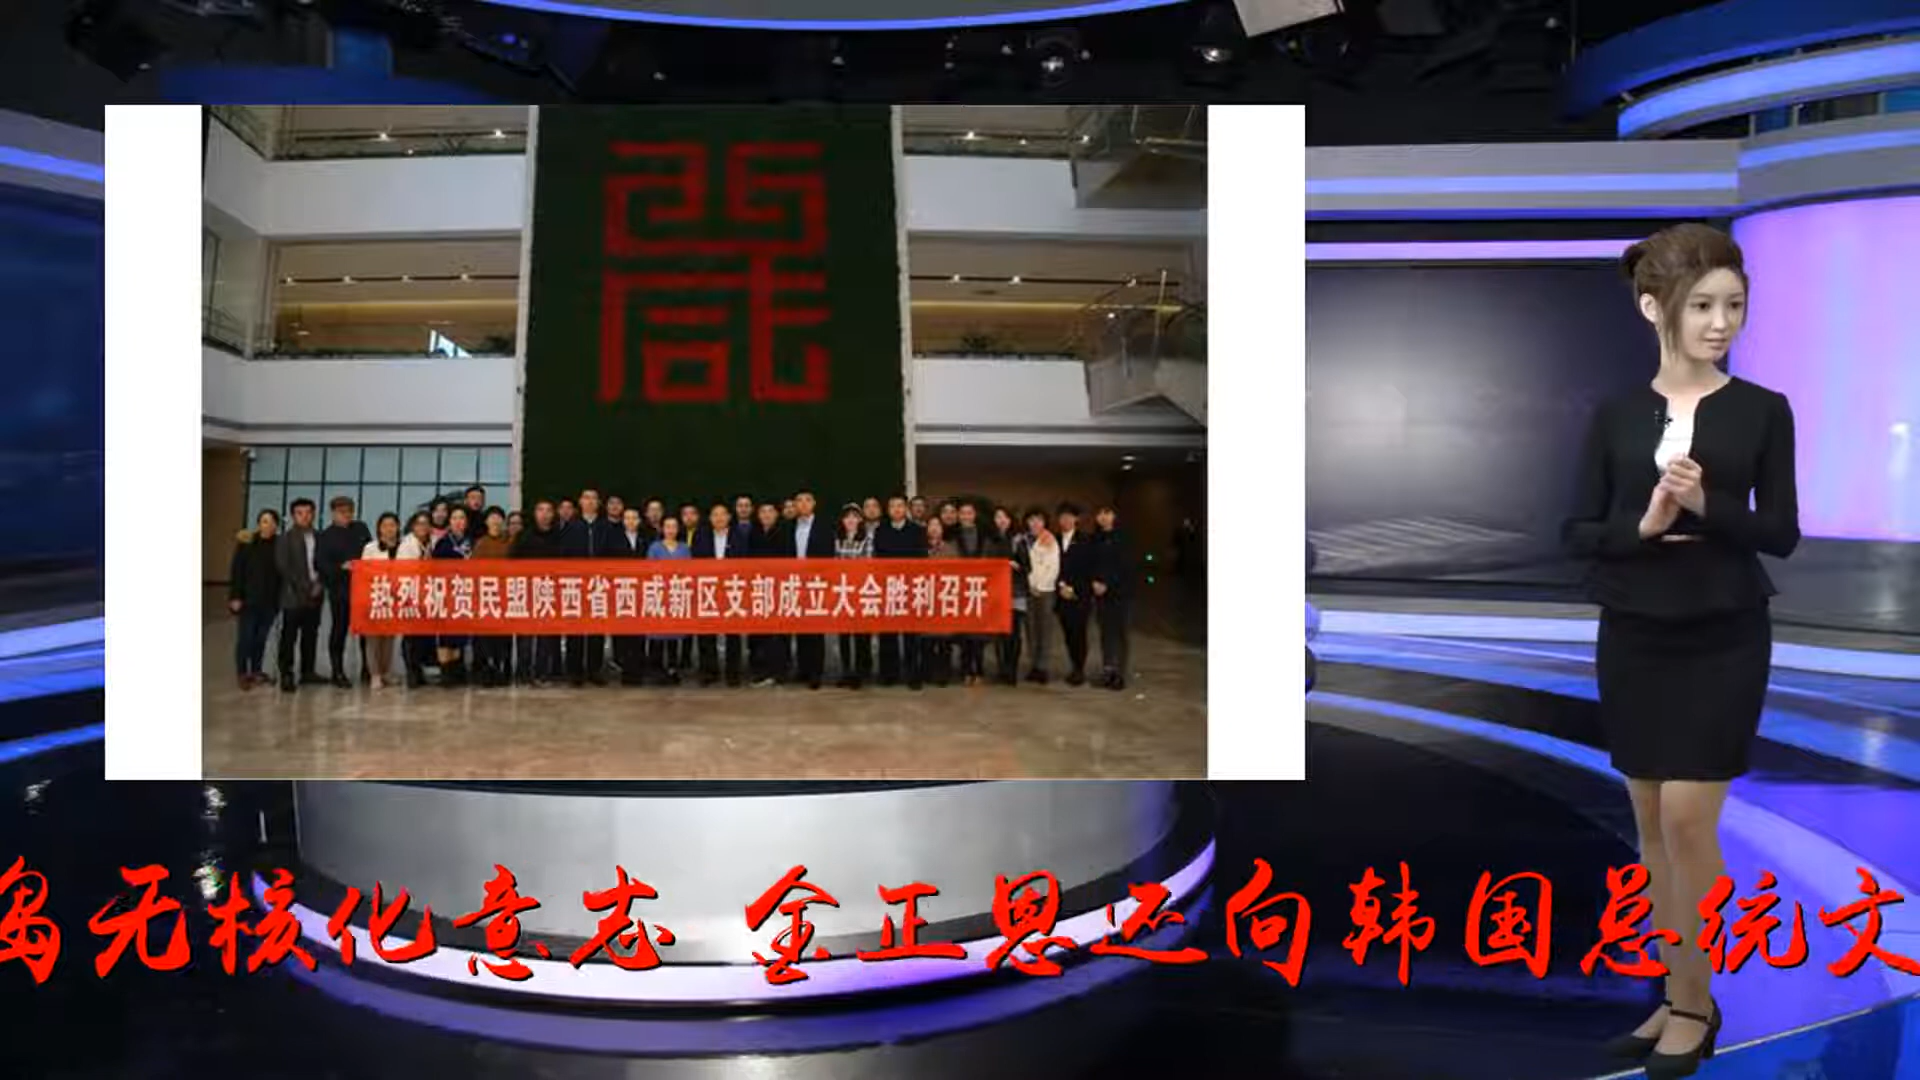 西咸
热烈祝贺民盟陕西省西咸新区支部成立大会胜利召开
岛无核化意志 金正恩还向韩国总统文